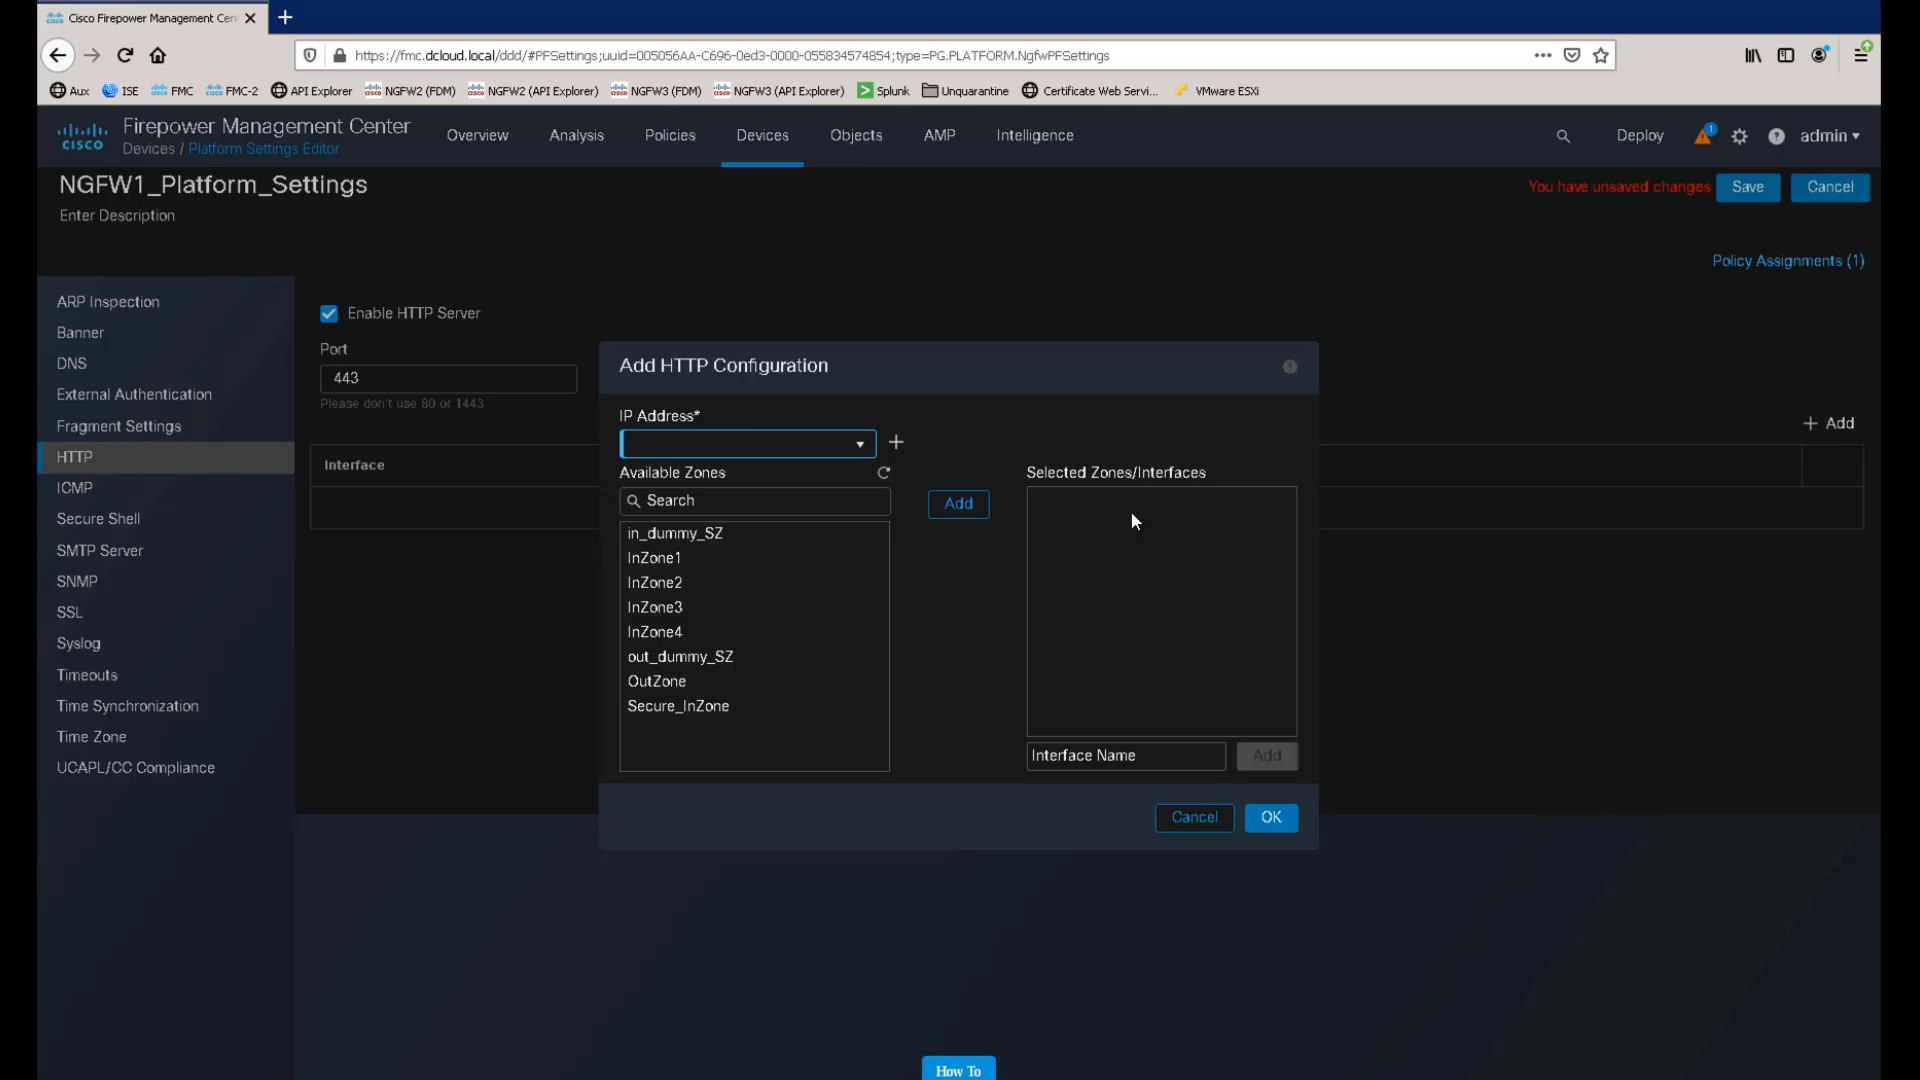 Cisco Firepower Management Cen
https://fmc.dcloud.local/ddd/#PFSettings;uuid=005056AA-C696-0ed3-0000-055834574854;type=PG.PLATFORM.NgfwPFSettings
Aux ISE FMC FMC-2 API Explorer NGFW2 (FDM) NGFW2 (API Explorer) NGFW3 (FDM) NGFW3 (API Explorer) Splunk Unquarantine Certificate Web Servi... VMware ESXi
cisco
Firepower Management Center
Devices / Platform Settings Editor
Overview Analysis Policies Devices Objects AMP Intelligence Deploy 1 admin
NGFW1_Platform_Settings
Enter Description
You have unsaved changes Save Cancel
Policy Assignments (1)
ARP Inspection
Banner
DNS
External Authentication
Fragment Settings
HTTP
ICMP
Secure Shell
SMTP Server
SNMP
SSL
Syslog
Timeouts
Time Synchronization
Time Zone
UCAPL/CC Compliance
Enable HTTP Server
Port
443
Please don't use 80 or 1443
+ Add
Interface
Add HTTP Configuration
IP Address*
Available Zones
Search
in_dummy_SZ
InZone1
InZone2
InZone3
InZone4
out_dummy_SZ
OutZone
Secure_InZone
Add
Selected Zones/Interfaces
Interface Name Add
Cancel OK
How To